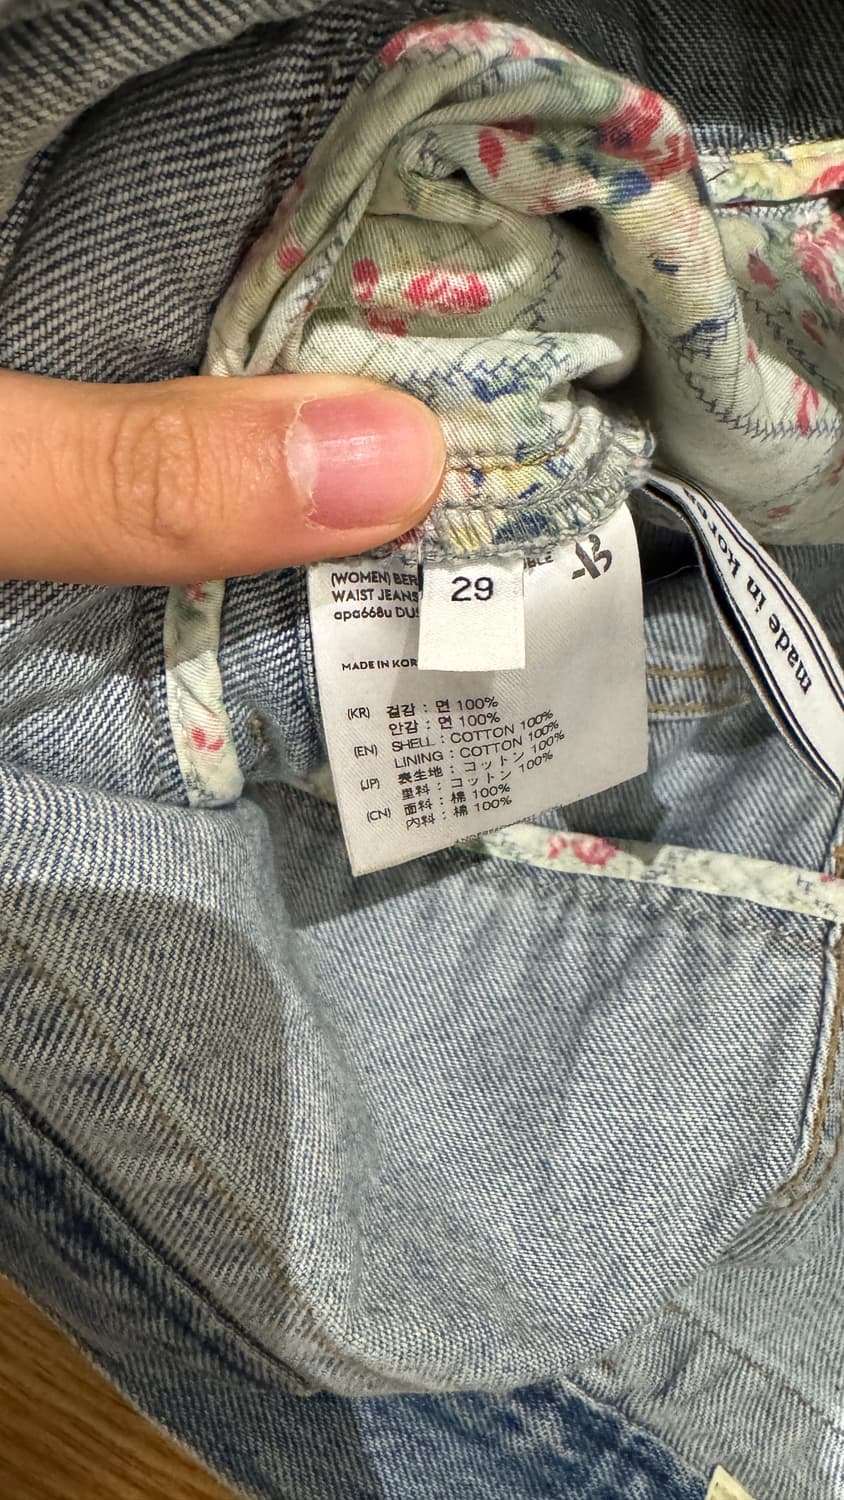 BLE
(WOMEN) BER
WAIST JEANS
apa668u DU
29
MADE IN KOR
(KR) 겉감 : 면 100%
안감 : 면 100%
(EN) SHELL : COTTON 100%
LINING : COTTON 100%
(JP) 表生地 : コットン 100%
里料 : コットン 100%
(CN) 面料 : 棉 100%
内料 : 棉 100%
made in korea